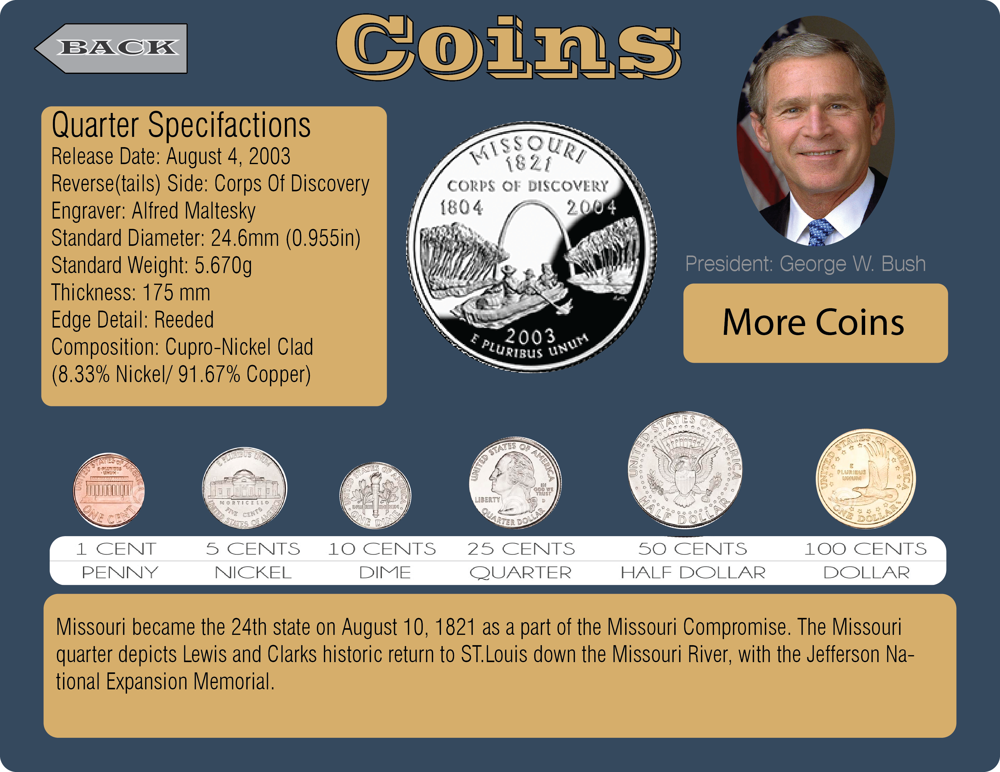 BACK
Coins
Quarter Specifactions
Release Date: August 4, 2003
Reverse(tails) Side: Corps Of Discovery
Engraver: Alfred Maltesky
Standard Diameter: 24.6mm (0.955in)
Standard Weight: 5.670g
Thickness: 175 mm
Edge Detail: Reeded
Composition: Cupro-Nickel Clad
(8.33% Nickel/ 91.67% Copper)
MISSOURI
1821
CORPS OF DISCOVERY
1804 2004
2003
E PLURIBUS UNUM
President: George W. Bush
More Coins
UNITED STATES OF AMERICA
E·PLURIBUS
·UNUM·
ONE CENT
E PLURIBUS UNUM
MONTICELLO
FIVE CENTS
UNITED STATES OF AMERICA
UNITED STATES OF AMERICA
E PLURIBUS UNUM
ONE DIME
UNITED STATES OF AMERICA
IN
GOD WE
TRUST
LIBERTY
D
QUARTER DOLLAR
UNITED STATES OF AMERICA
HALF DOLLAR
UNITED STATES OF AMERICA
E
PLURIBUS
UNUM
ONE DOLLAR
1 CENT 5 CENTS 10 CENTS 25 CENTS 50 CENTS 100 CENTS
PENNY NICKEL DIME QUARTER HALF DOLLAR DOLLAR
Missouri became the 24th state on August 10, 1821 as a part of the Missouri Compromise. The Missouri
quarter depicts Lewis and Clarks historic return to ST.Louis down the Missouri River, with the Jefferson Na-
tional Expansion Memorial.